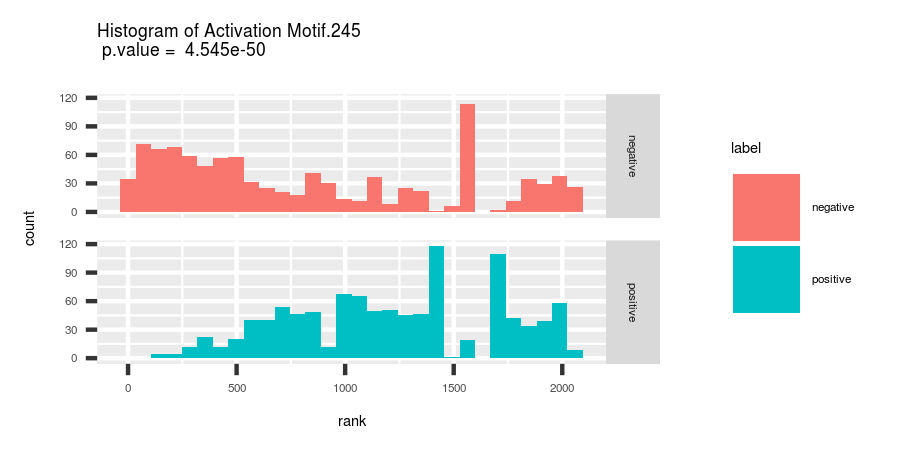 Histogram of Activation Motif.245
p.value = 4.545e-50
count
120
90
60
30
0
negative
120
90
60
30
0
positive
0 500 1000 1500 2000
rank
label
negative
positive